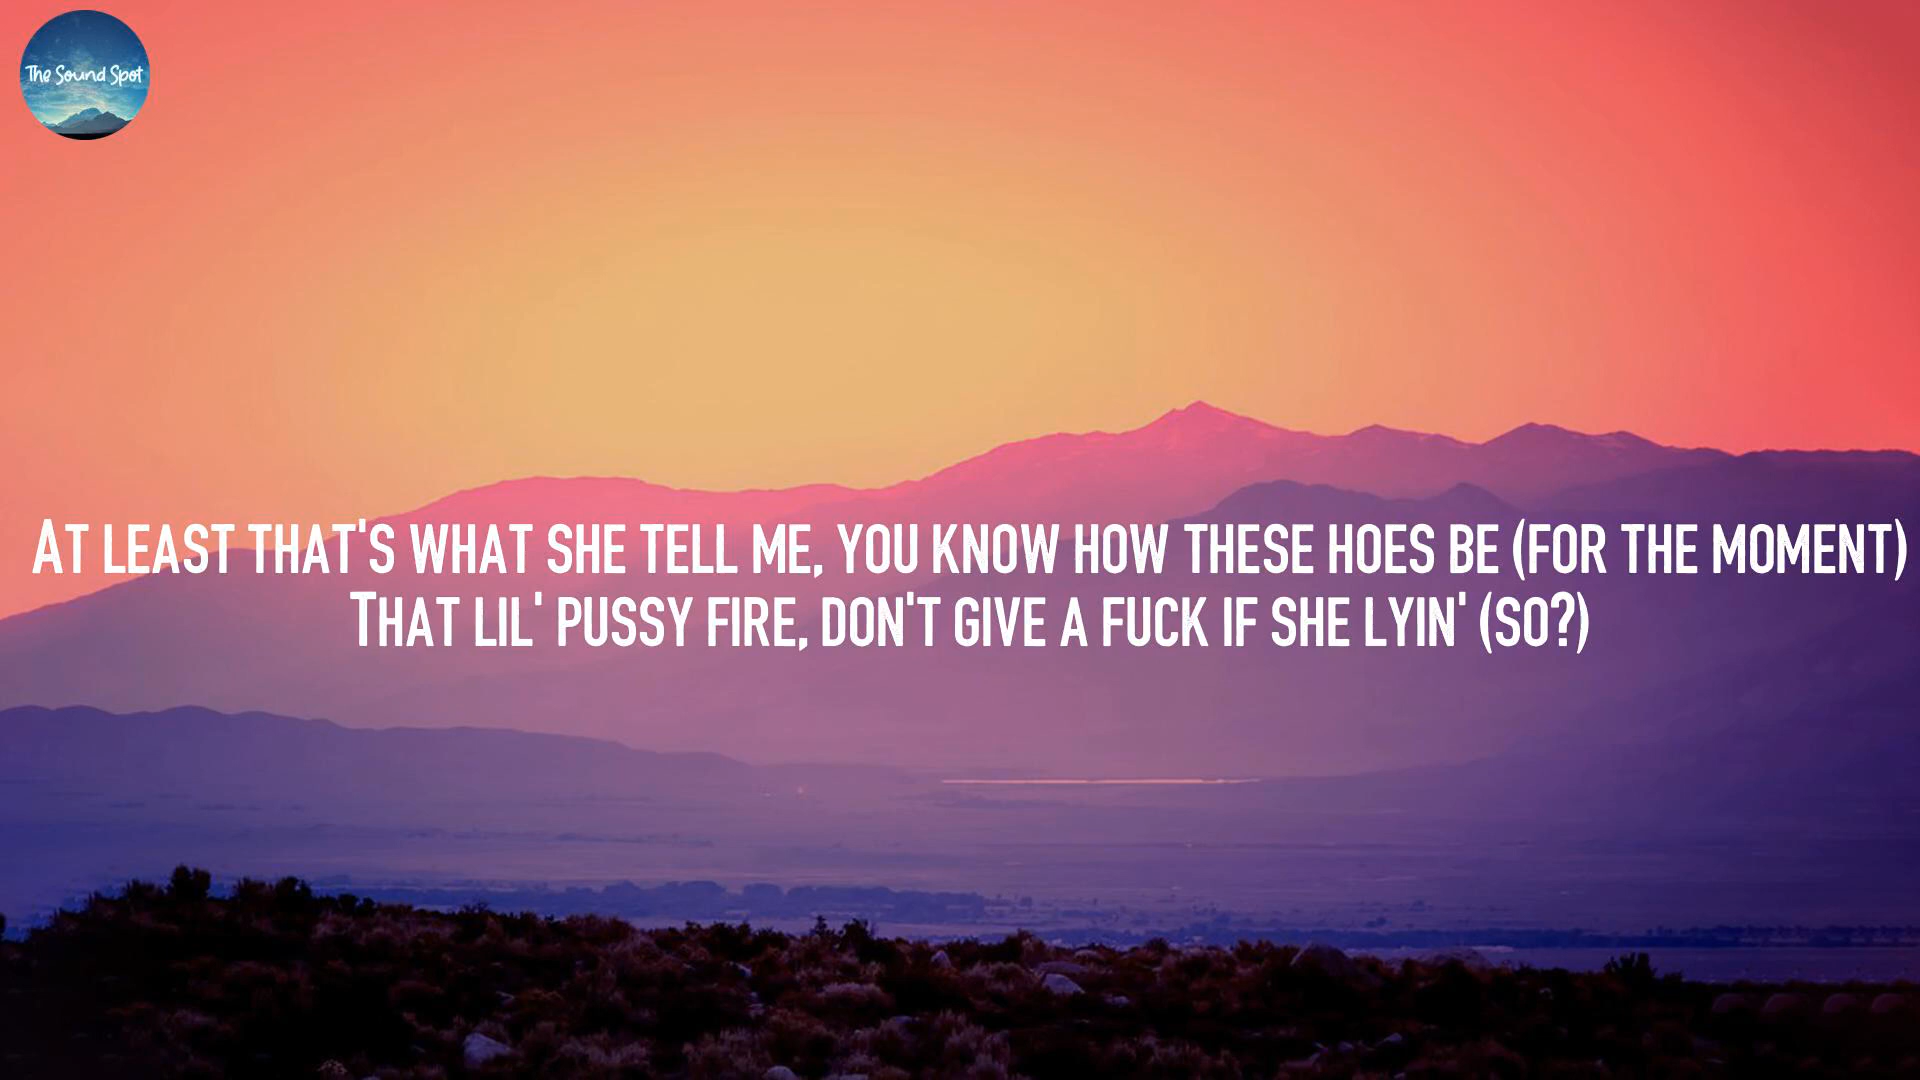 The Sound Spot
At least that's what she tell me, you know how these hoes be (for the moment)
That lil' pussy fire, don't give a fuck if she lyin' (so?)